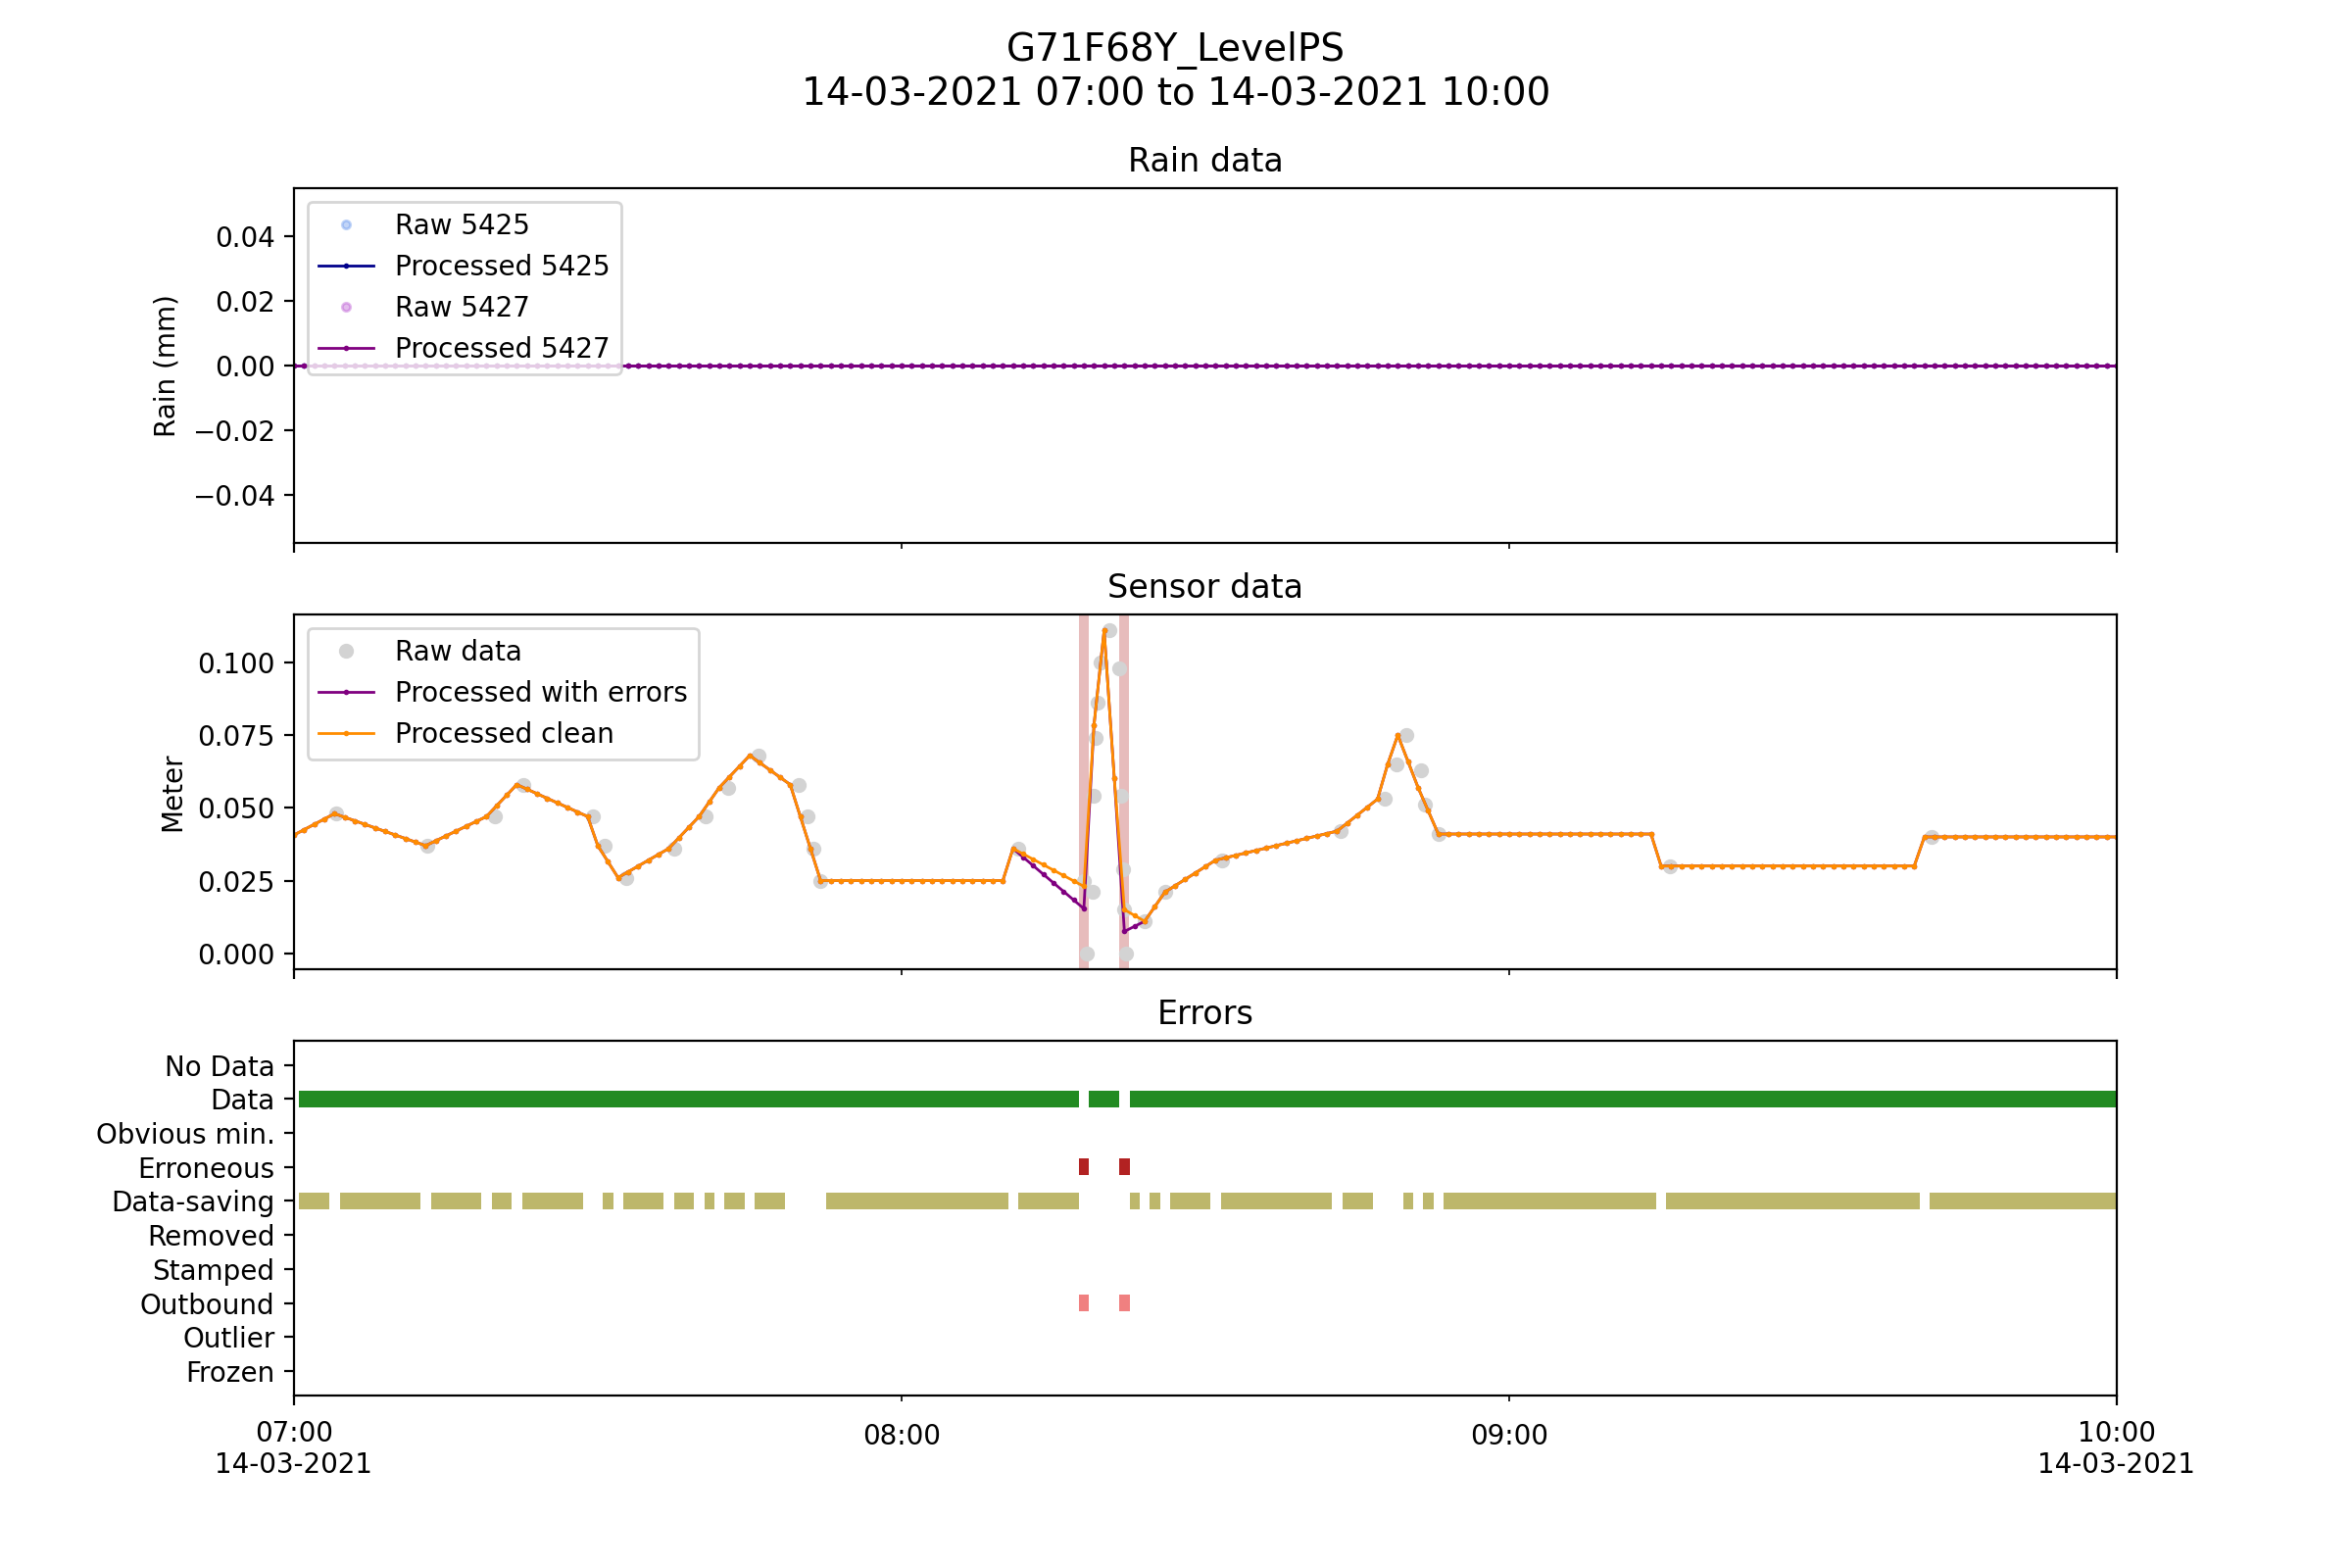 G71F68Y_LevelPS
14-03-2021 07:00 to 14-03-2021 10:00
Rain data
Rain (mm)
0.04
0.02
0.00
−0.02
−0.04
Raw 5425
Processed 5425
Raw 5427
Processed 5427
Sensor data
Meter
0.100
0.075
0.050
0.025
0.000
Raw data
Processed with errors
Processed clean
Errors
No Data
Data
Obvious min.
Erroneous
Data-saving
Removed
Stamped
Outbound
Outlier
Frozen
07:00
14-03-2021
08:00
09:00
10:00
14-03-2021